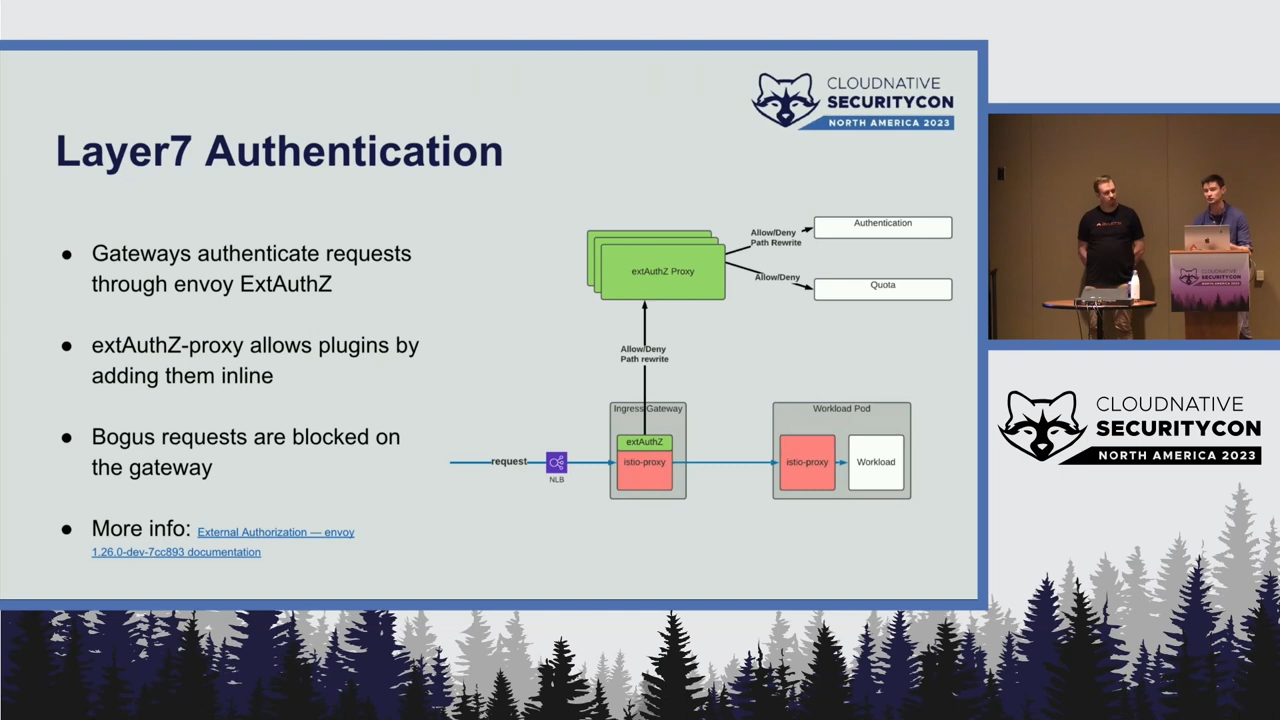 CLOUDNATIVE
SECURITYCON
NORTH AMERICA 2023
Layer7 Authentication
● Gateways authenticate requests
through envoy ExtAuthZ
● extAuthZ-proxy allows plugins by
adding them inline
● Bogus requests are blocked on
the gateway
● More info: External Authorization — envoy
1.26.0-dev-7cc893 documentation
extAuthZ Proxy
Allow/Deny
Path Rewrite
Authentication
Allow/Deny
Quota
Allow/Deny
Path rewrite
Ingress Gateway
extAuthZ
istio-proxy
request
NLB
Workload Pod
istio-proxy
Workload
CLOUDNATIVE
SECURITYCON
CLOUDNATIVE
SECURITYCON
NORTH AMERICA 2023